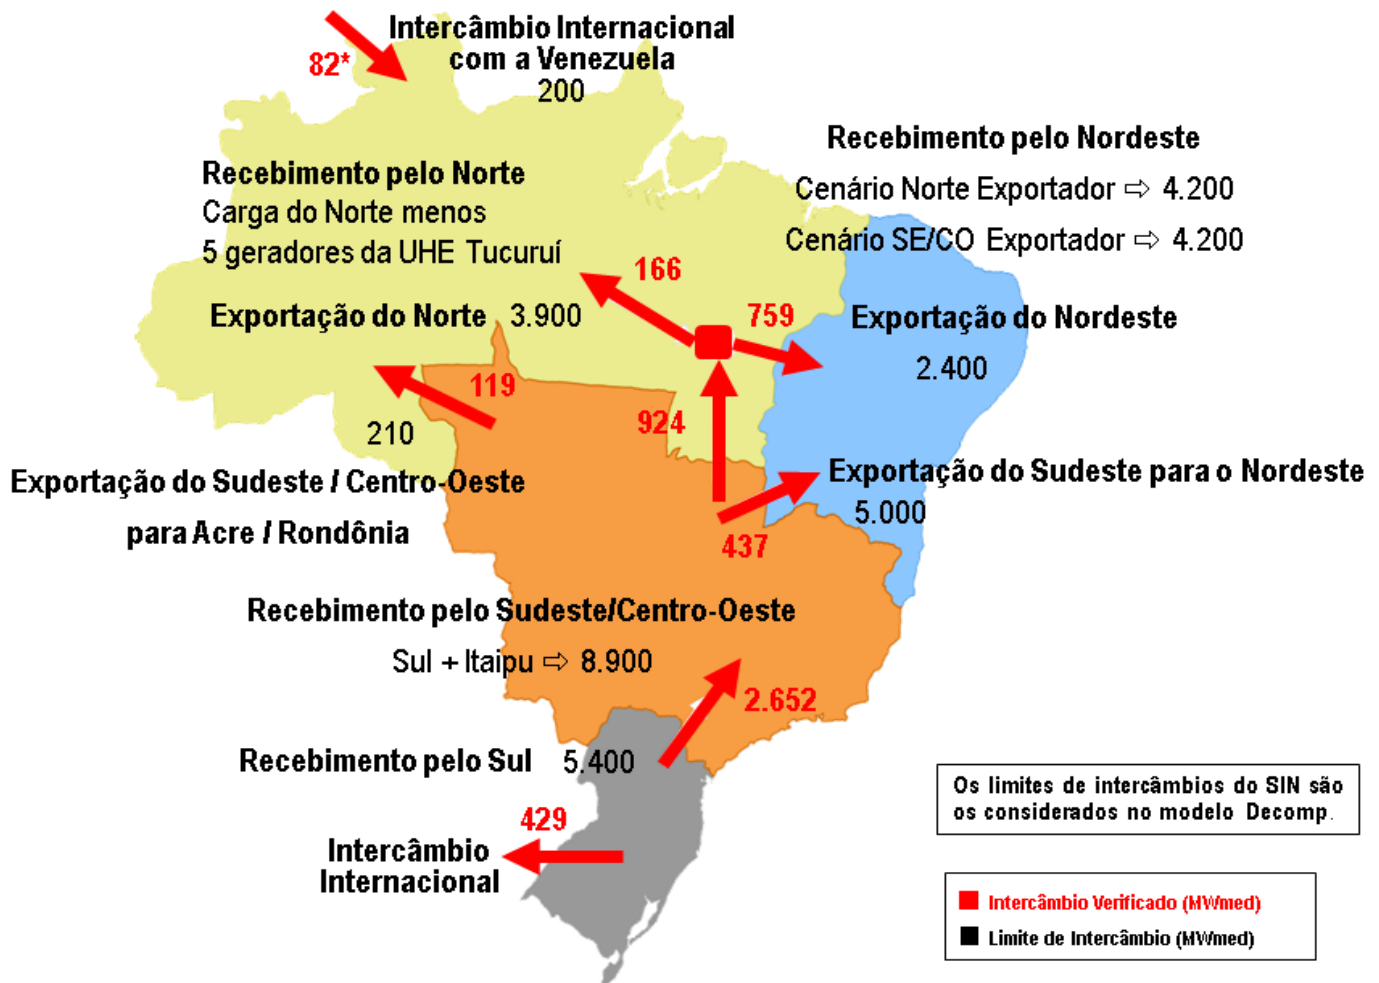 Intercâmbio Internacional
com a Venezuela
200
82*
Recebimento pelo Nordeste
Cenário Norte Exportador ⇨ 4.200
Cenário SE/CO Exportador ⇨ 4.200
Recebimento pelo Norte
Carga do Norte menos
5 geradores da UHE Tucuruí
166
Exportação do Norte 3.900
759
Exportação do Nordeste
2.400
119
924
210
Exportação do Sudeste / Centro-Oeste
para Acre / Rondônia
Exportação do Sudeste para o Nordeste
5.000
437
Recebimento pelo Sudeste/Centro-Oeste
Sul + Itaipu ⇨ 8.900
2.652
Recebimento pelo Sul 5.400
429
Intercâmbio
Internacional
Os limites de intercâmbios do SIN são
os considerados no modelo Decomp.
Intercâmbio Verificado (MWmed)
Limite de Intercâmbio (MWmed)